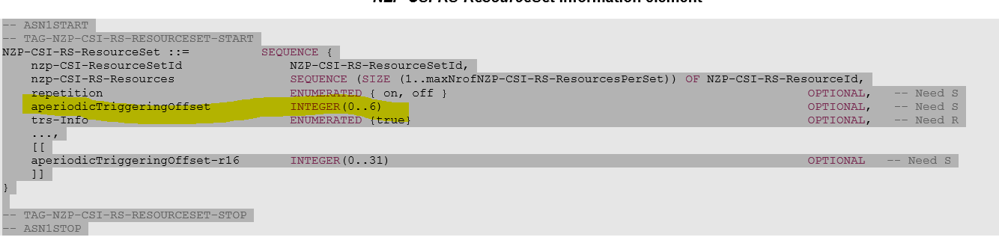 NZP-CSI-RS-ResourceSet information element
-- ASN1START
-- TAG-NZP-CSI-RS-RESOURCESET-START
NZP-CSI-RS-ResourceSet ::= SEQUENCE {
nzp-CSI-ResourceSetId NZP-CSI-RS-ResourceSetId,
nzp-CSI-RS-Resources SEQUENCE (SIZE (1..maxNrofNZP-CSI-RS-ResourcesPerSet)) OF NZP-CSI-RS-ResourceId,
repetition ENUMERATED { on, off } OPTIONAL, -- Need S
aperiodicTriggeringOffset INTEGER(0..6) OPTIONAL, -- Need S
trs-Info ENUMERATED {true} OPTIONAL, -- Need R
...,
[[
aperiodicTriggeringOffset-r16 INTEGER(0..31) OPTIONAL -- Need S
]]
}
-- TAG-NZP-CSI-RS-RESOURCESET-STOP
-- ASN1STOP